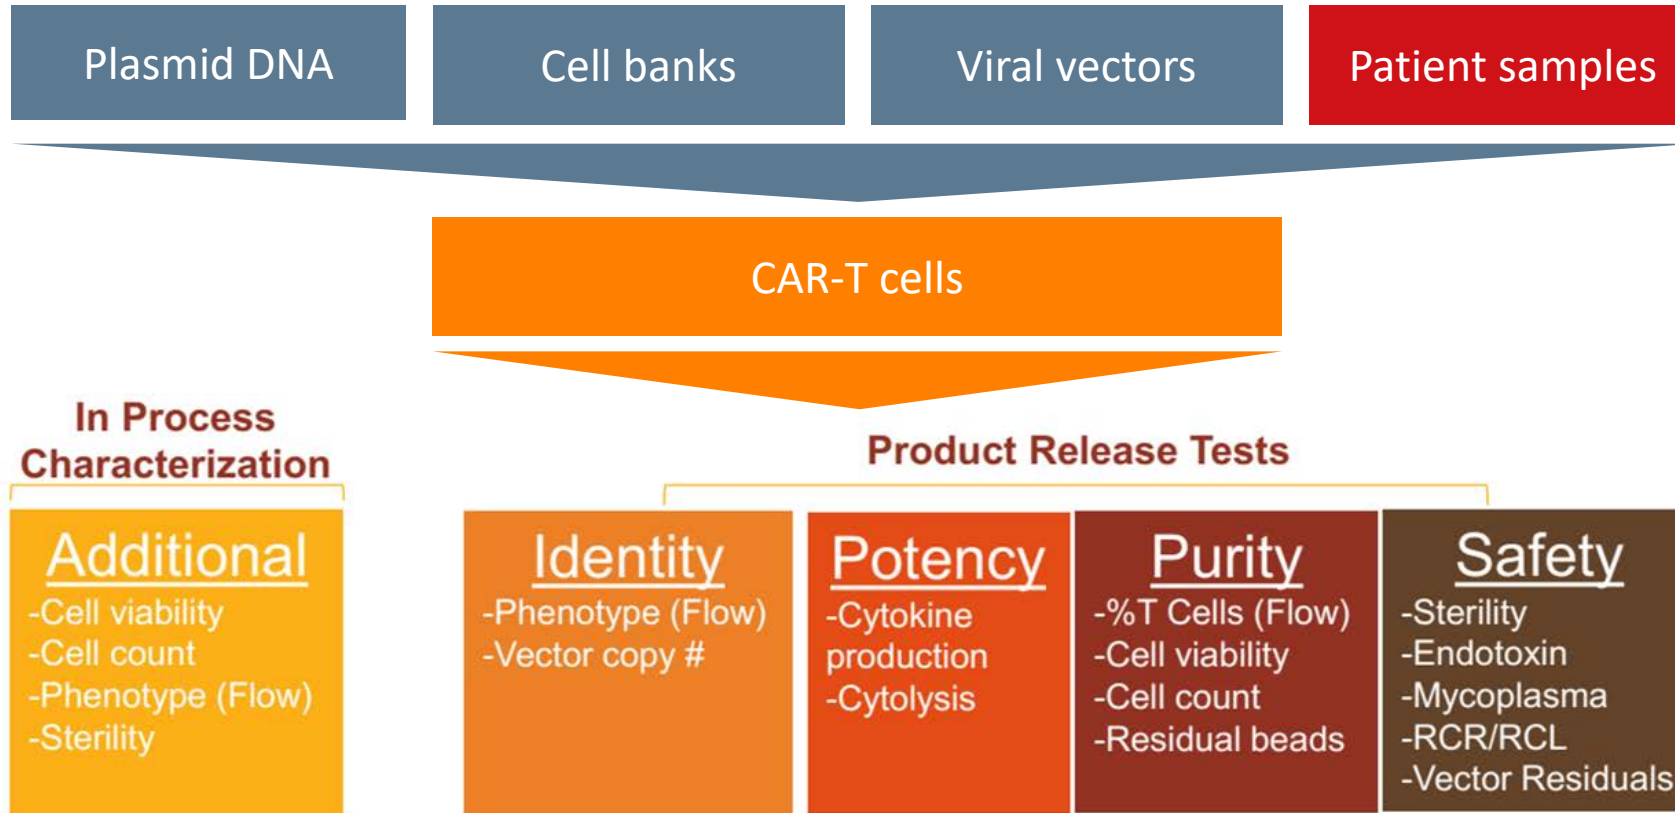 Plasmid DNA
Cell banks
Viral vectors
Patient samples
CAR-T cells
In Process
Characterization
Product Release Tests
Additional
-Cell viability
-Cell count
-Phenotype (Flow)
-Sterility
Identity
-Phenotype (Flow)
-Vector copy #
Potency
-Cytokine
production
-Cytolysis
Purity
-%T Cells (Flow)
-Cell viability
-Cell count
-Residual beads
Safety
-Sterility
-Endotoxin
-Mycoplasma
-RCR/RCL
-Vector Residuals